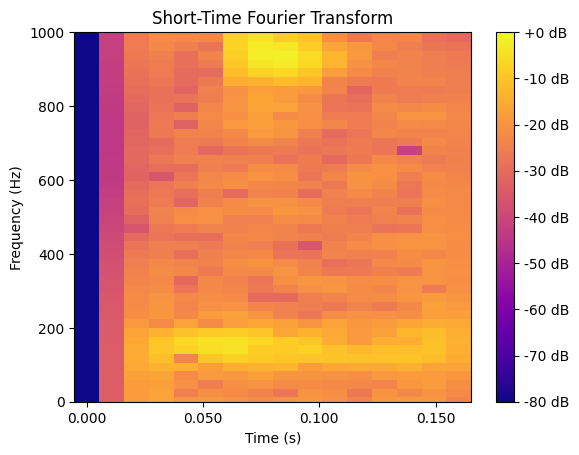 Short-Time Fourier Transform
Frequency (Hz)
1000
800
600
400
200
0
0.000
0.050
0.100
0.150
Time (s)
+0 dB
-10 dB
-20 dB
-30 dB
-40 dB
-50 dB
-60 dB
-70 dB
-80 dB